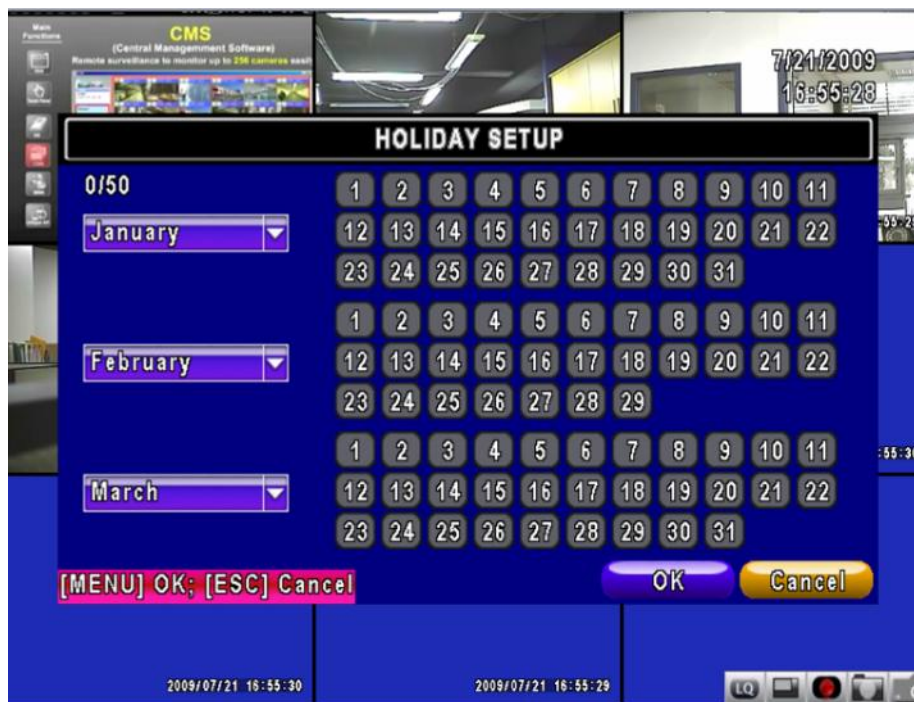 Main
Functions
CMS
(Central Managemment Software)
Remote surveillance to monitor up to 256 cameras easil
7/21/2009
16:55:28
HOLIDAY SETUP
0/50
January
1 2 3 4 5 6 7 8 9 10 11
12 13 14 15 16 17 18 19 20 21 22
23 24 25 26 27 28 29 30 31
February
1 2 3 4 5 6 7 8 9 10 11
12 13 14 15 16 17 18 19 20 21 22
23 24 25 26 27 28 29
March
1 2 3 4 5 6 7 8 9 10 11
12 13 14 15 16 17 18 19 20 21 22
23 24 25 26 27 28 29 30 31
[MENU] OK; [ESC] Cancel
OK
Cancel
2009/07/21 16:55:30
2009/07/21 16:55:29
LQ